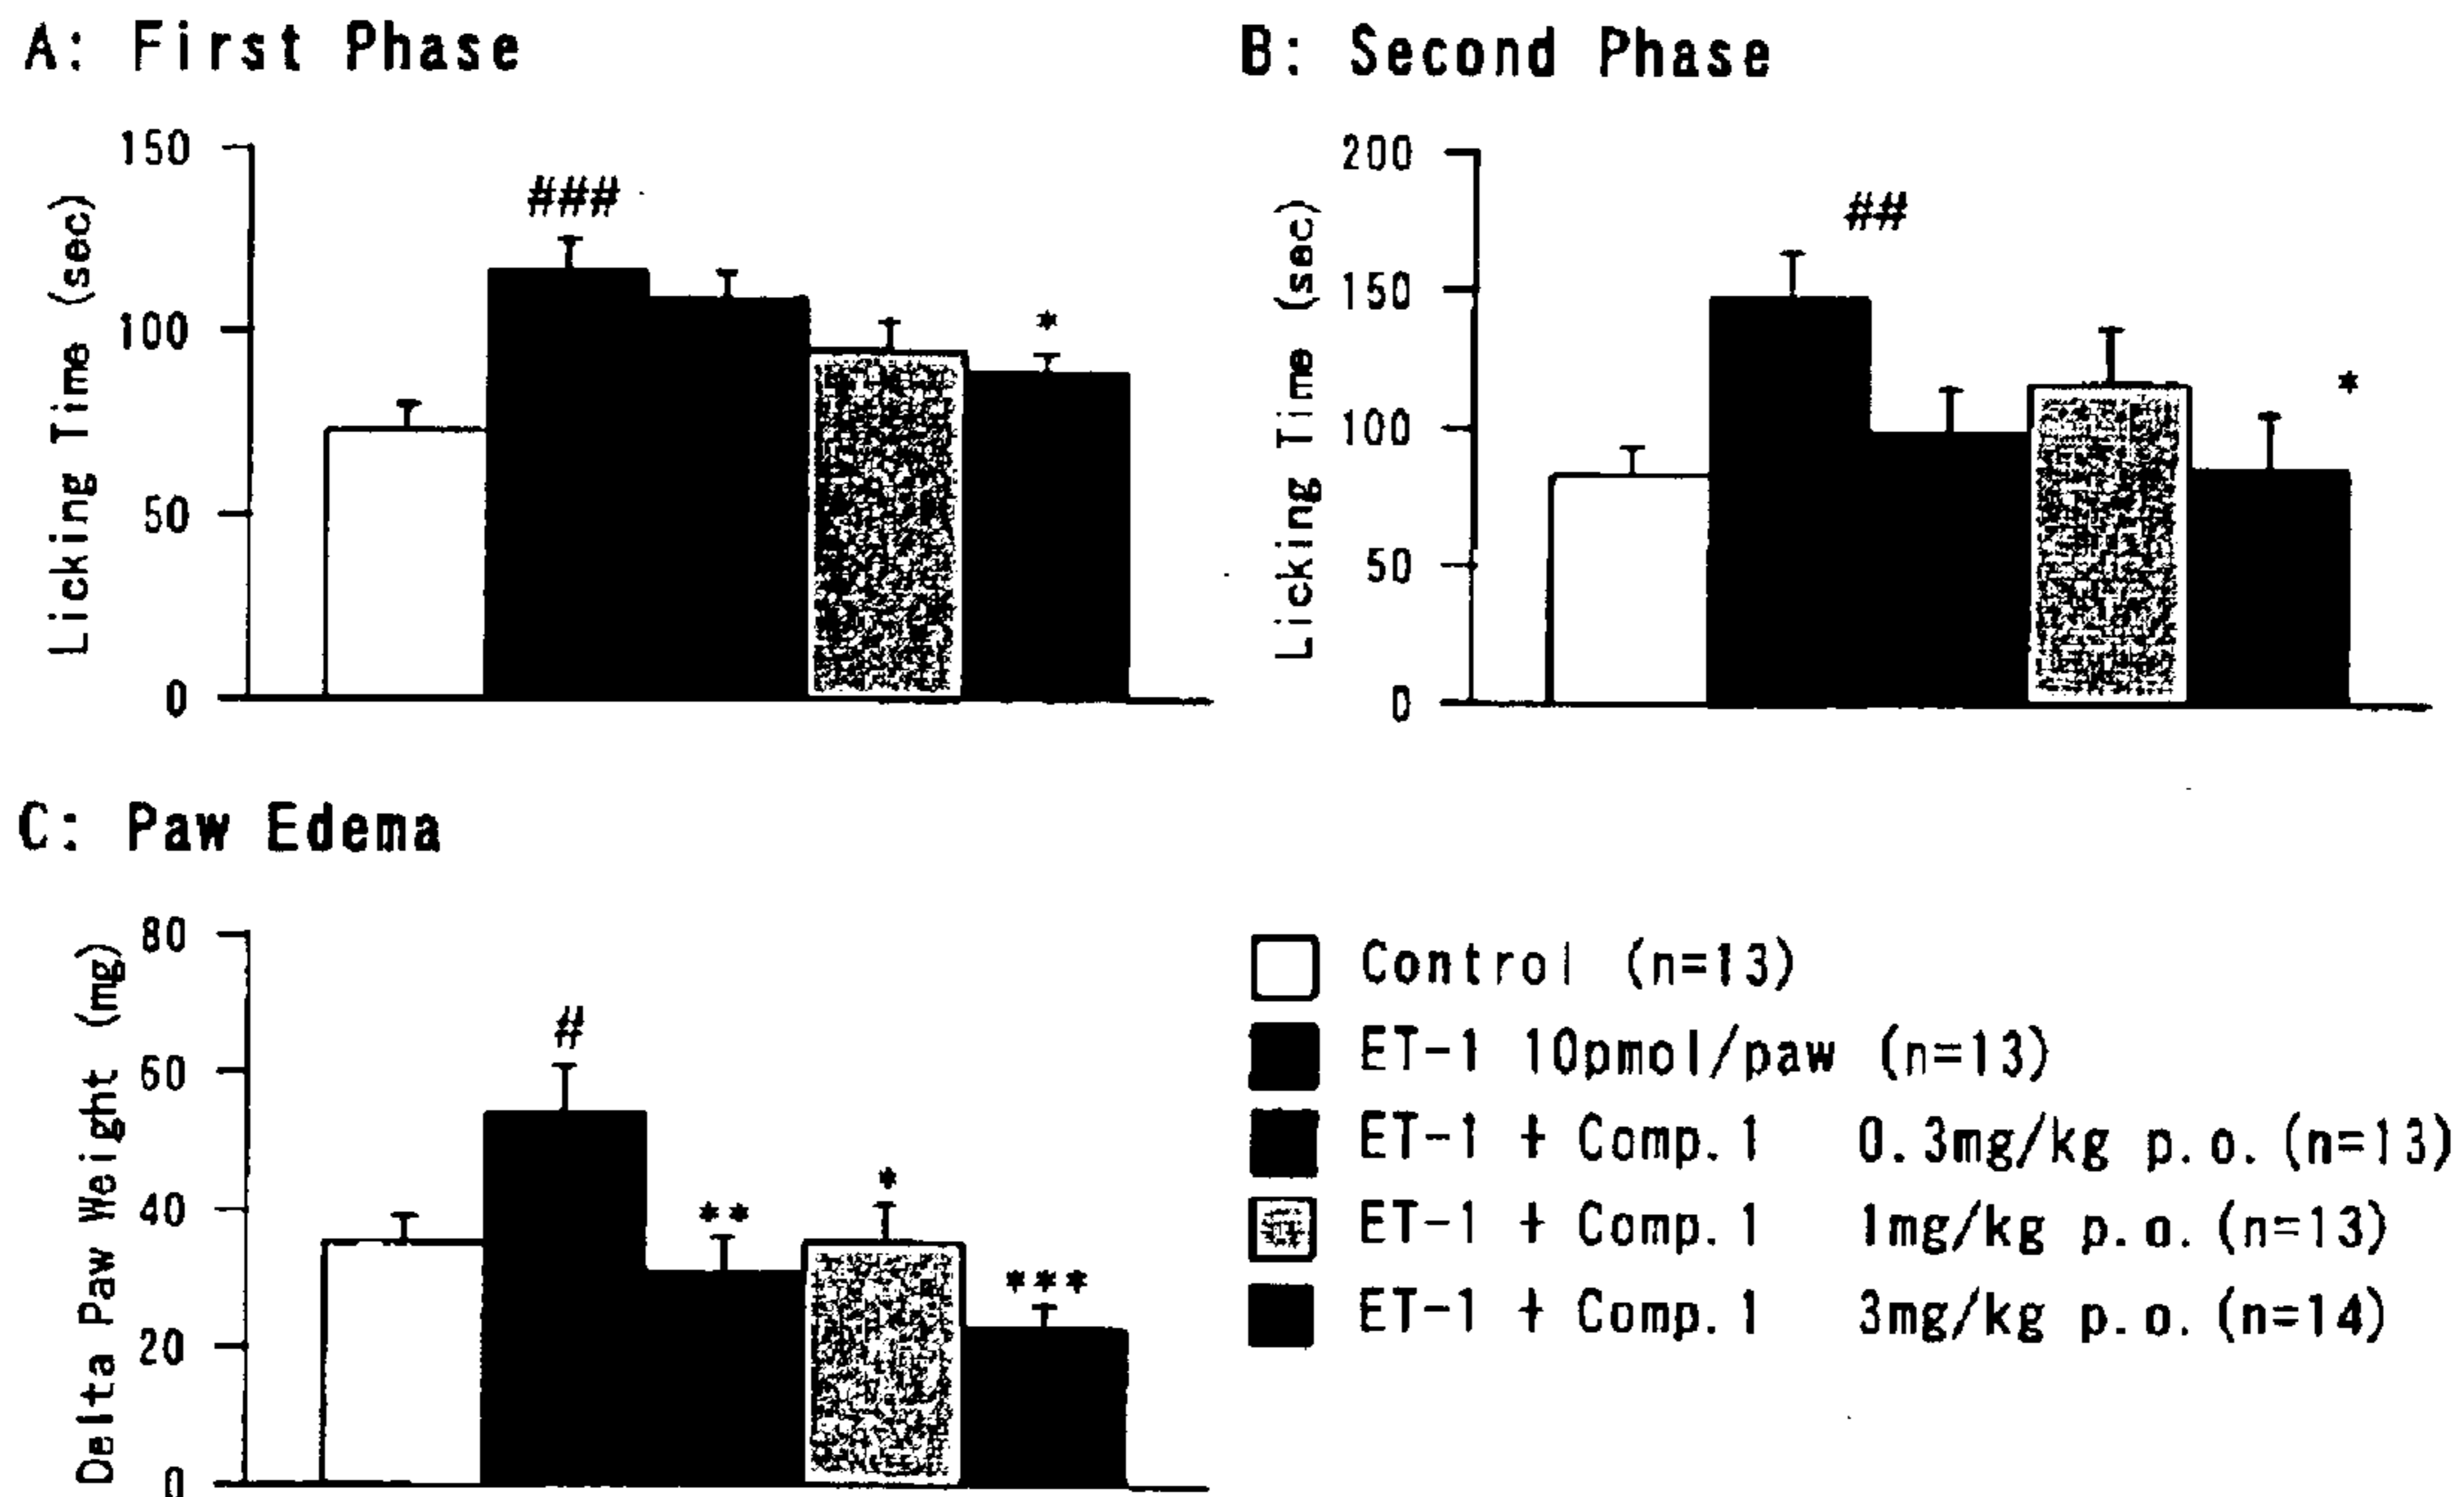 A: First Phase
Licking Time (sec)
150
100
50
0
###
*
B: Second Phase
Licking Time (sec)
200
150
100
50
0
##
*
C: Paw Edema
Delta Paw Weight (mg)
80
60
40
20
0
#
**
*
***
Control (n=13)
ET-1 10pmol/paw (n=13)
ET-1 + Comp.1 0.3mg/kg p.o.(n=13)
ET-1 + Comp.1 1mg/kg p.o.(n=13)
ET-1 + Comp.1 3mg/kg p.o.(n=14)